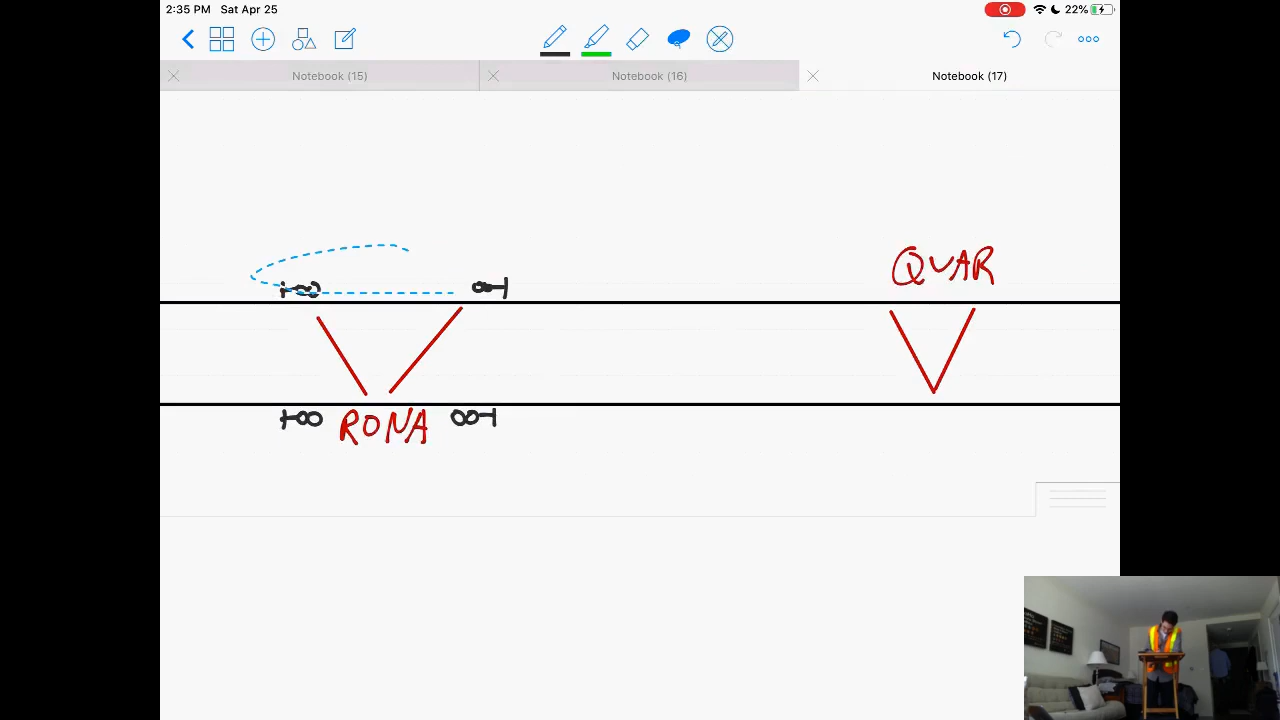 2:35 PM Sat Apr 25
22%
Notebook (15)
Notebook (16)
Notebook (17)
QUAR
RONA